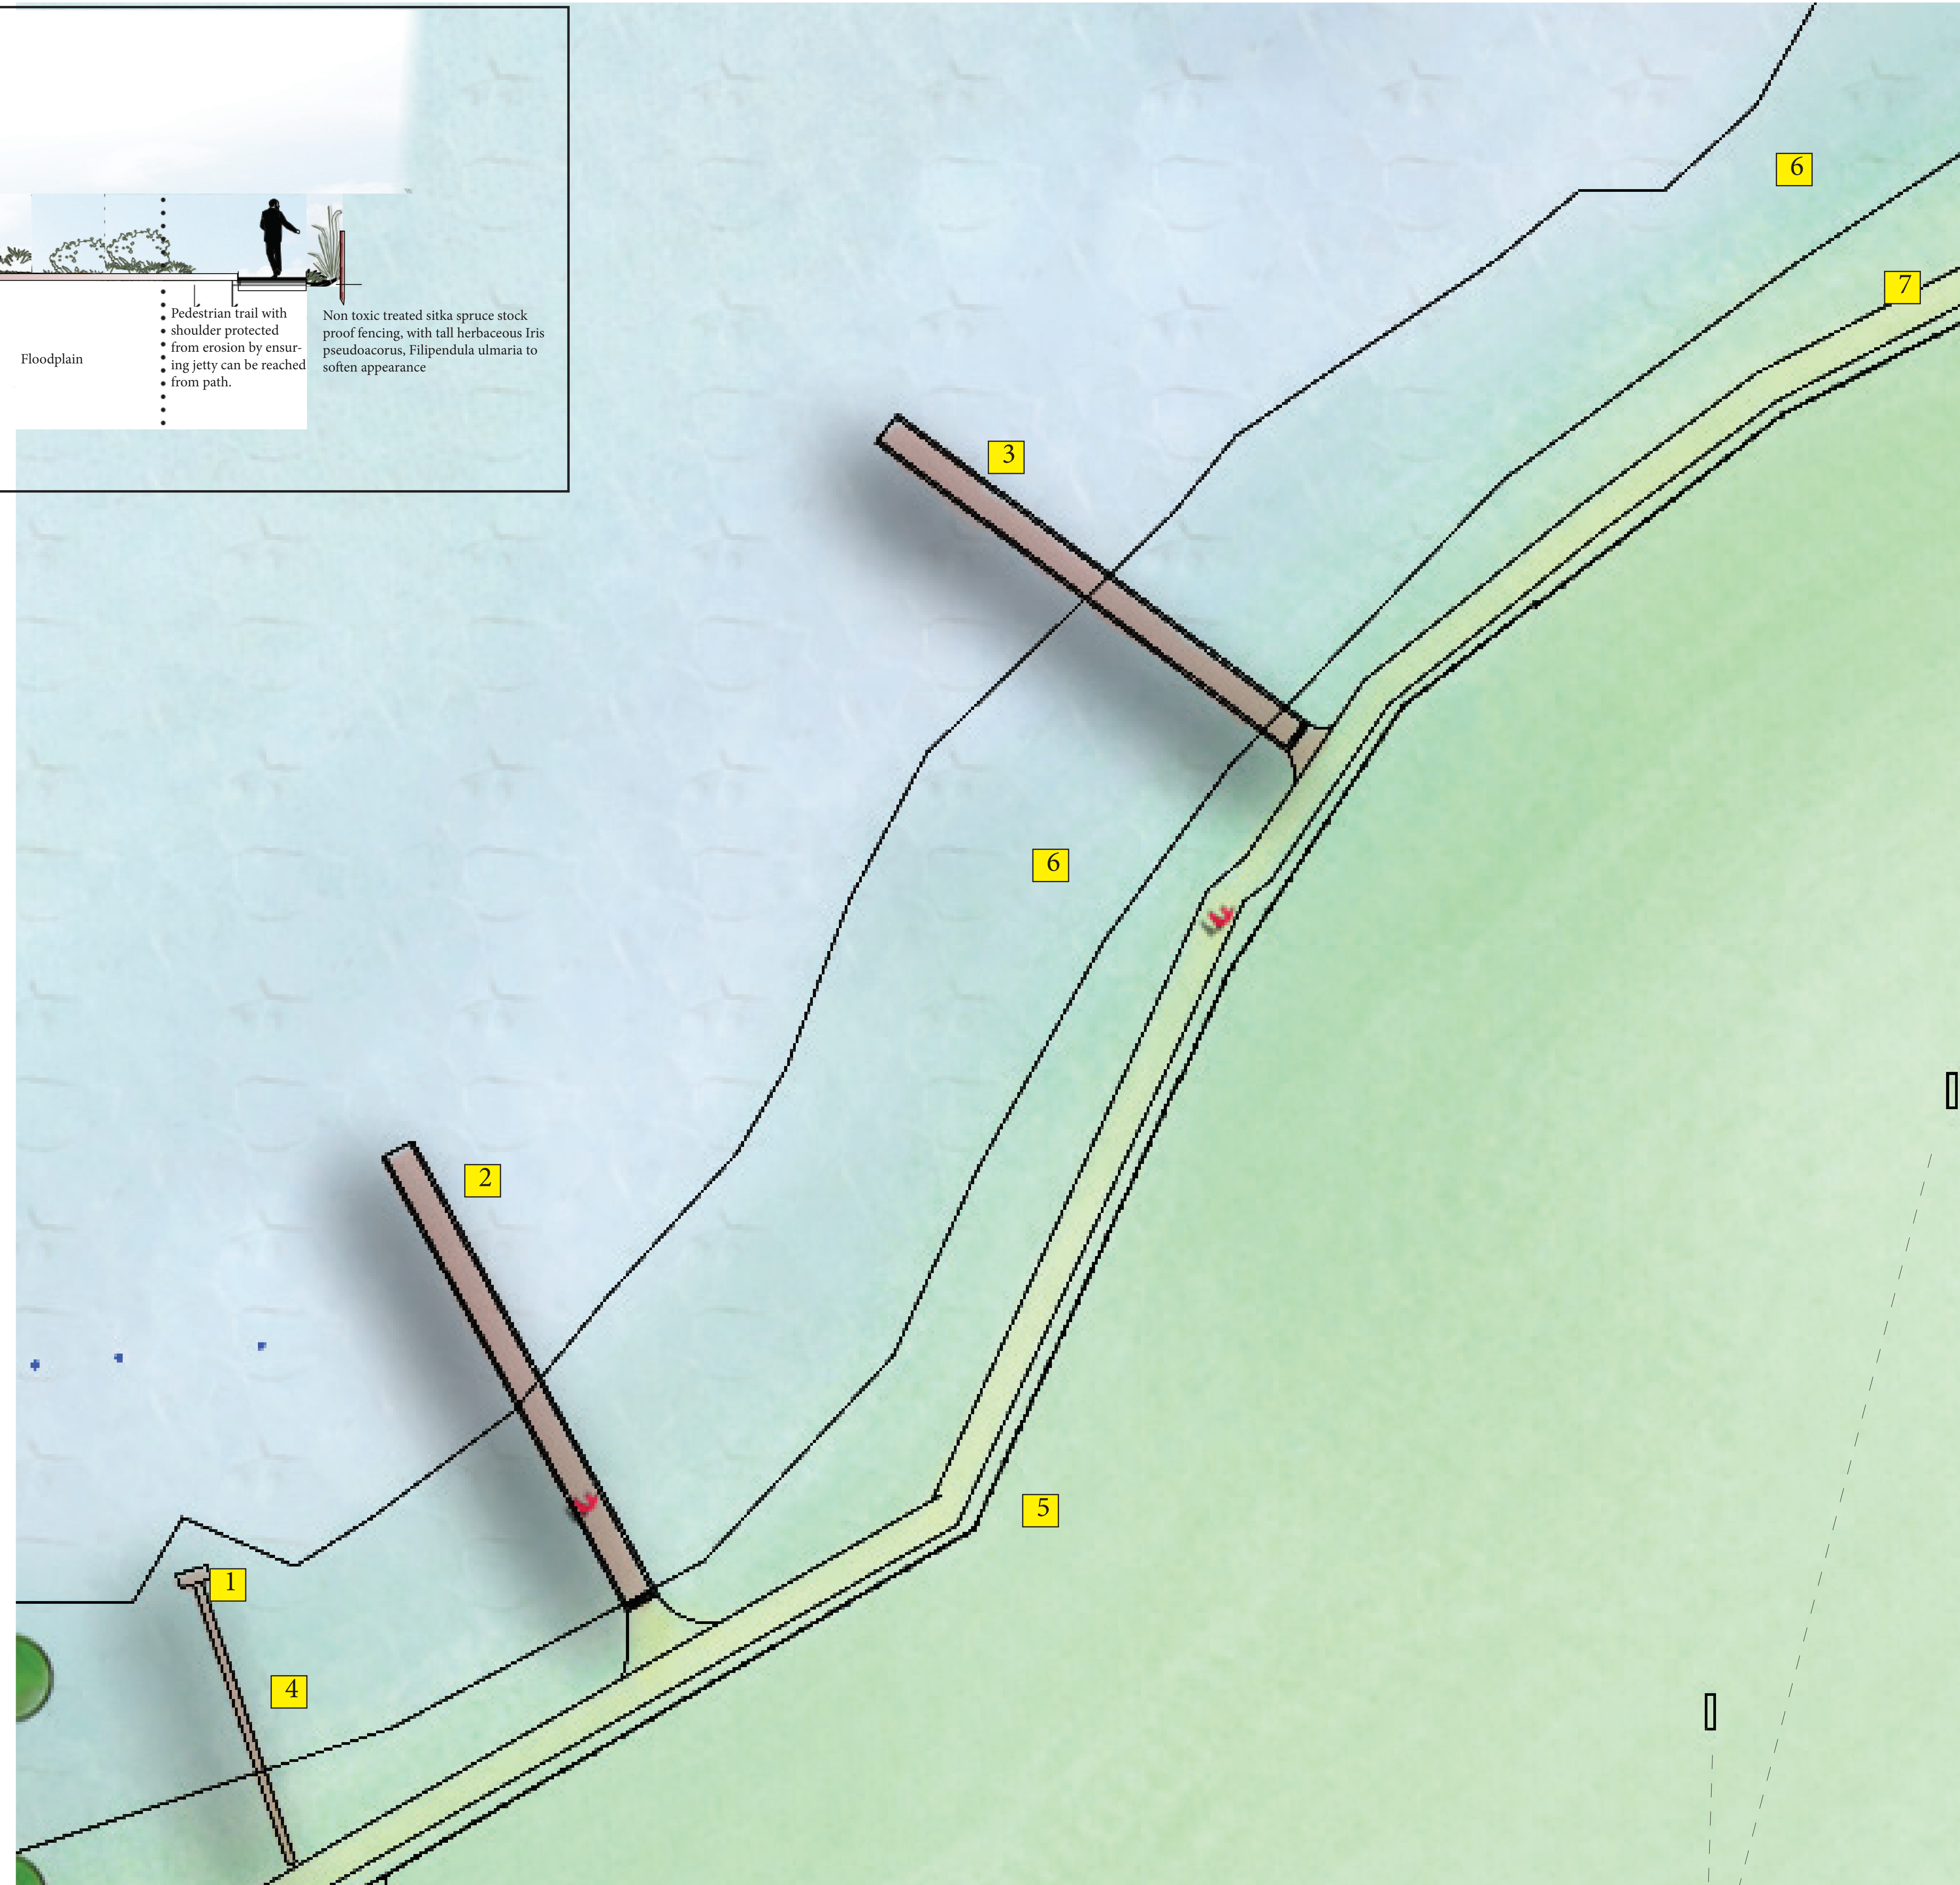 Floodplain
Pedestrian trail with
shoulder protected
from erosion by ensur-
ing jetty can be reached
from path.
Non toxic treated sitka spruce stock
proof fencing, with tall herbaceous Iris
pseudoacorus, Filipendula ulmaria to
soften appearance
6
7
3
6
2
5
1
4